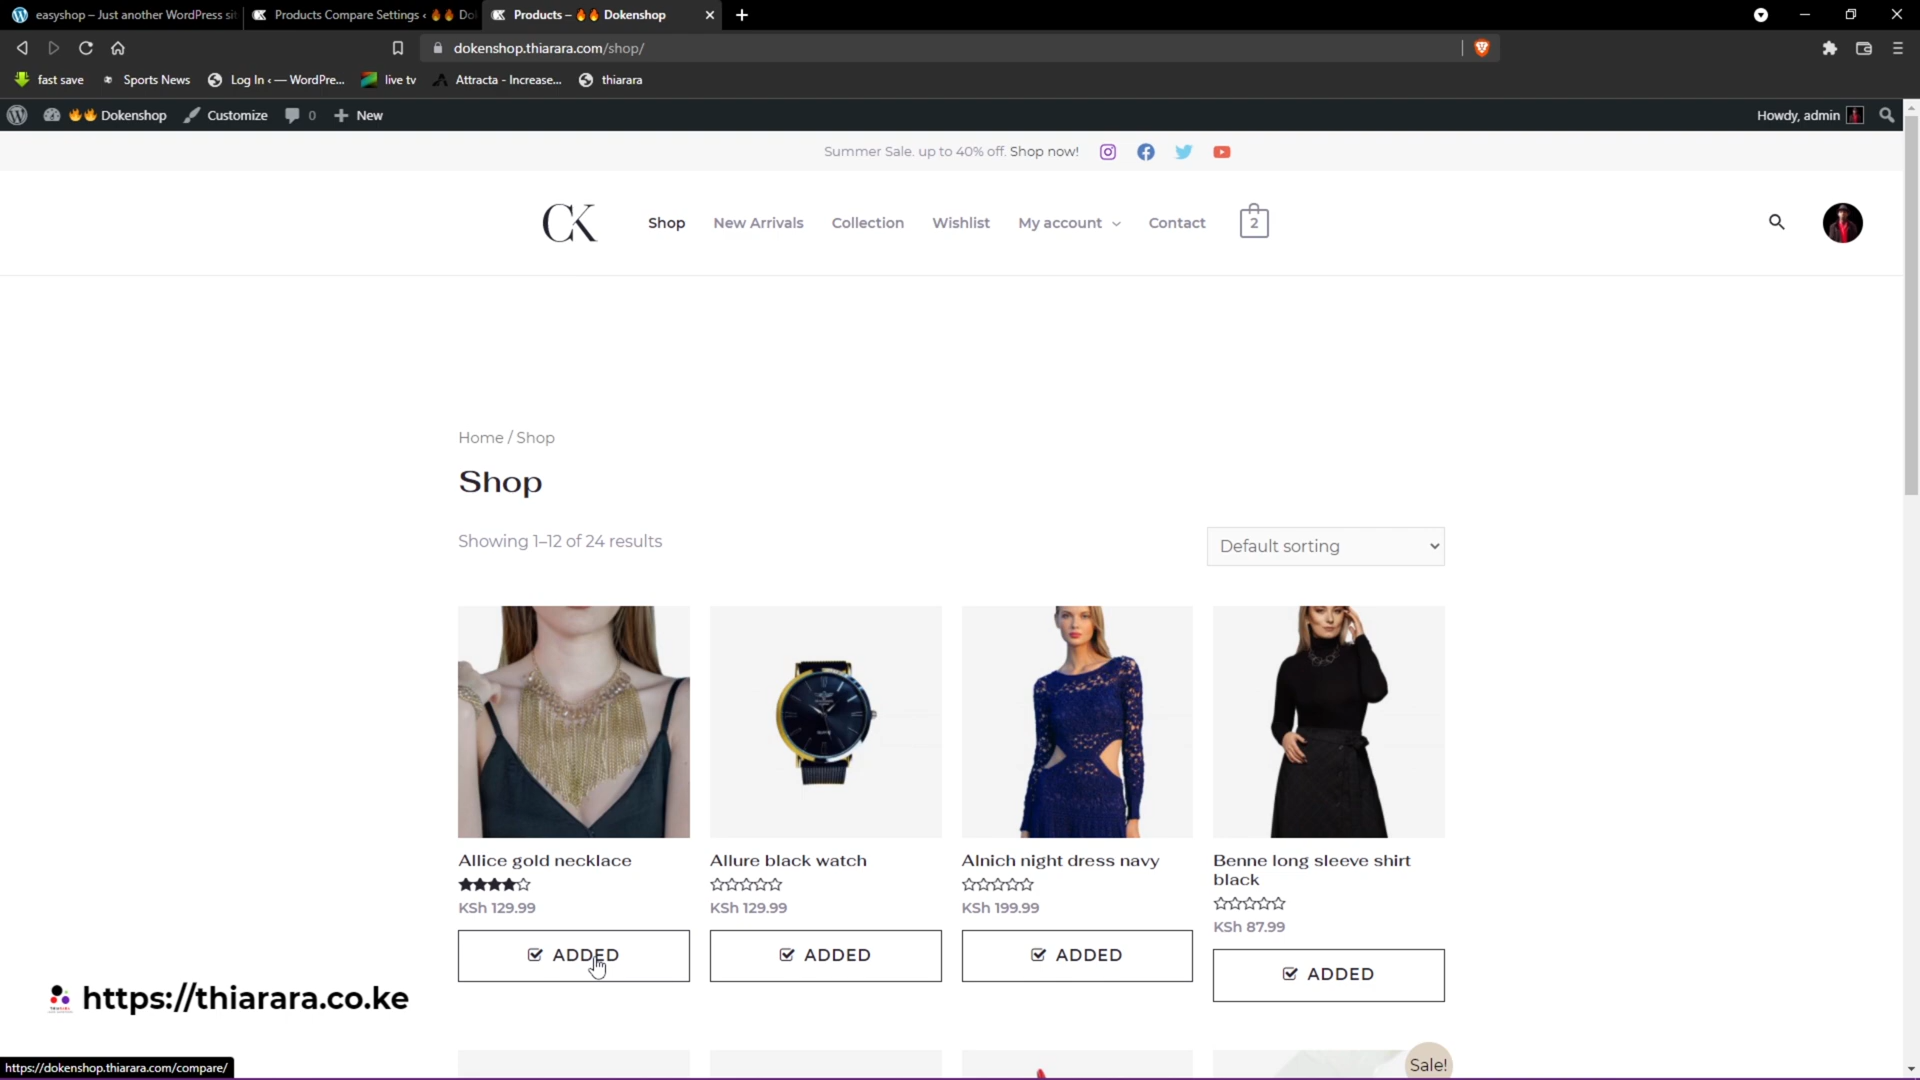 easyshop – Just another WordPress sit
Products Compare Settings ‹ 🔥🔥 Do
Products – 🔥🔥 Dokenshop
dokenshop.thiarara.com/shop/
fast save
Sports News
Log In ‹ — WordPre...
live tv
Attracta - Increase...
thiarara
🔥🔥 Dokenshop
Customize
0
New
Howdy, admin
Summer Sale. up to 40% off. Shop now!
CK
Shop
New Arrivals
Collection
Wishlist
My account
Contact
2
Home / Shop
Shop
Showing 1–12 of 24 results
Default sorting
Allice gold necklace
KSh 129.99
ADDED
Allure black watch
KSh 129.99
ADDED
Alnich night dress navy
KSh 199.99
ADDED
Benne long sleeve shirt
black
KSh 87.99
ADDED
https://thiarara.co.ke
Sale!
https://dokenshop.thiarara.com/compare/